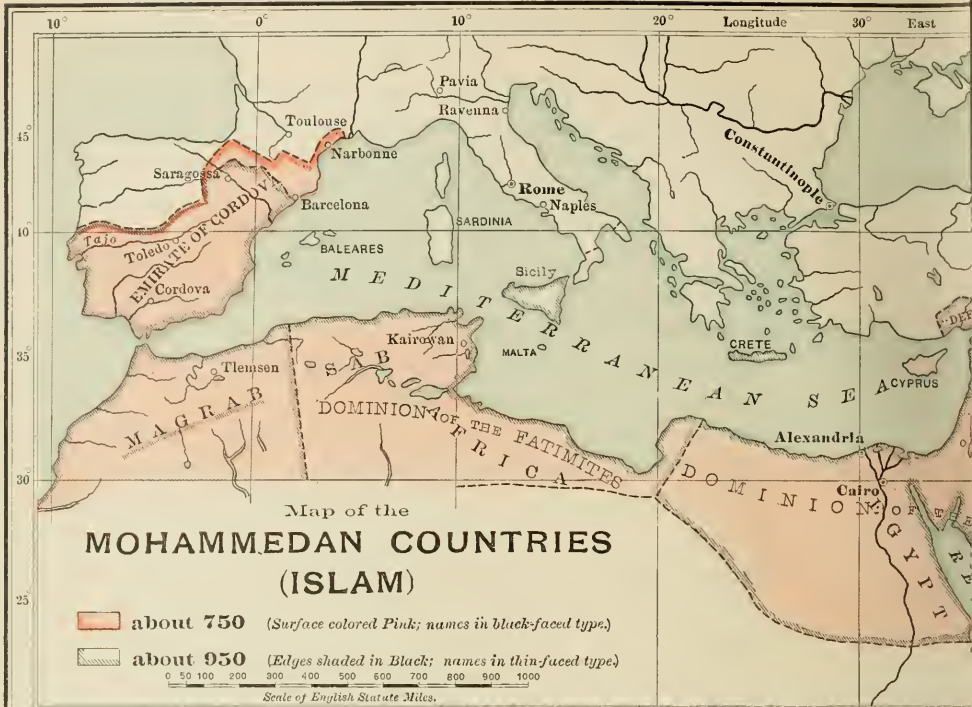 10° 0° 10° 20° Longitude 30° East
Pavia
Ravenna
Toulouse
45°
Narbonne
Constantinople
Saragossa
Rome
Barcelona
Naples
SARDINIA
EMIRATE OF CORDOVA
40
Tajo
Toledo
BALEARES
Sicily
Cordova
MEDITERRANEAN SEA
DEP
CRETE
Kairowan
MALTA
35°
CYPRUS
Tlemsen
SAB
MAGRAB
DOMINION OF THE FATIMITES
AFRICA
Alexandria
DOMINION OF THE
30
Cairo
EGYPT
RE
Map of the
MOHAMMEDAN COUNTRIES
(ISLAM)
25°
about 750 (Surface colored Pink; names in black-faced type.)
about 950 (Edges shaded in Black; names in thin-faced type.)
0 50 100 200 300 400 500 600 700 800 900 1000
Scale of English Statute Miles.